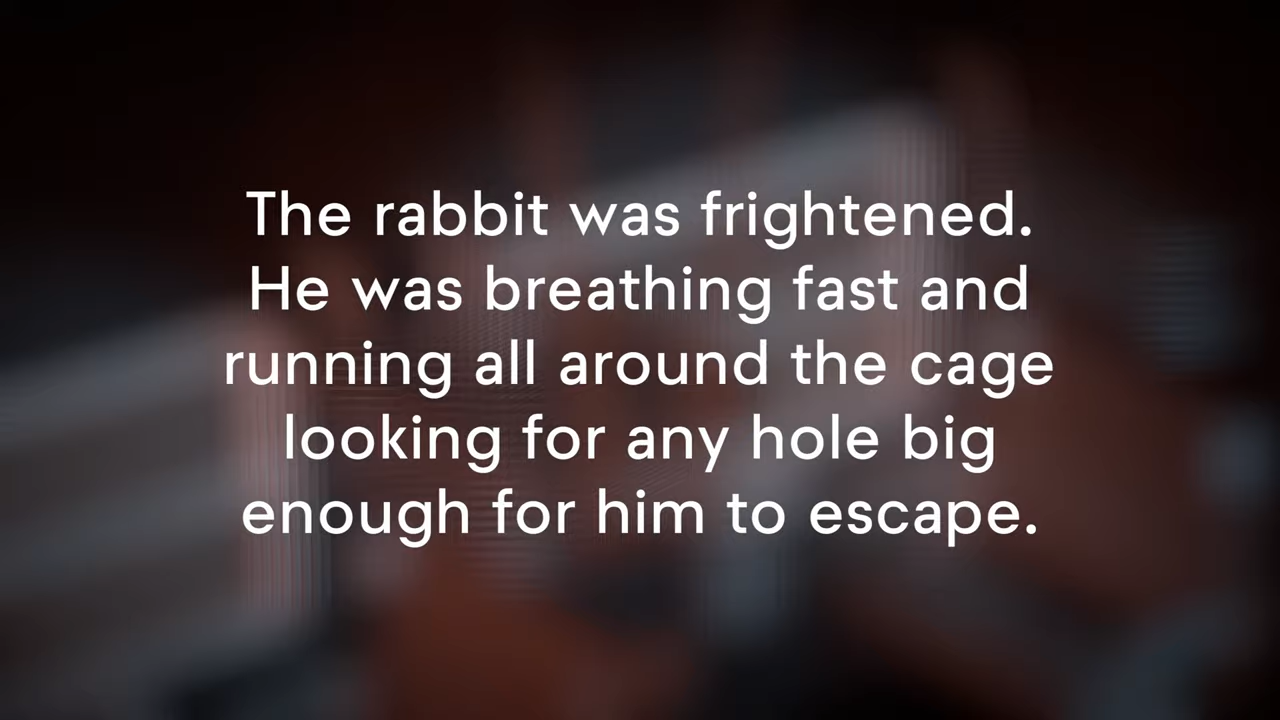 The rabbit was frightened.
He was breathing fast and
running all around the cage
looking for any hole big
enough for him to escape.